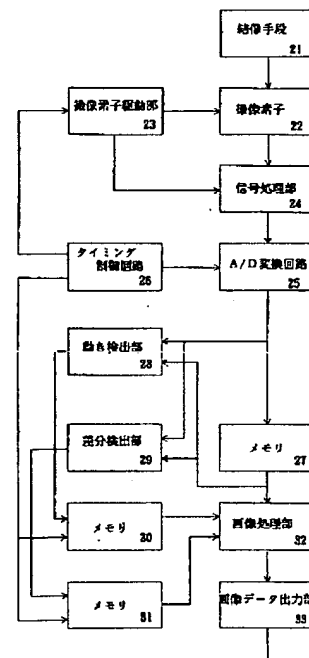 結像手段
21
撮像素子駆動部
23
撮像素子
22
信号処理部
24
タイミング
制御回路
26
A/D変換回路
25
動き検出部
28
差分検出部
29
メモリ
27
メモリ
30
画像処理部
32
メモリ
31
画像データ出力部
33